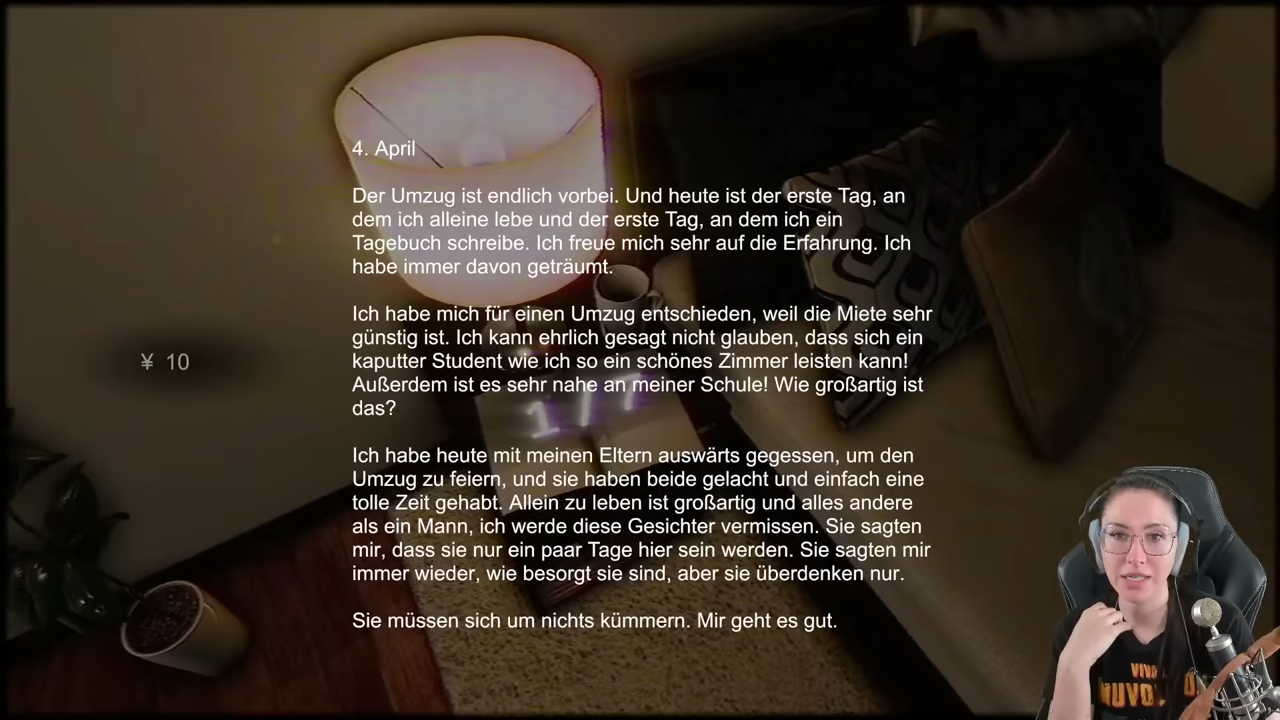 4. April
Der Umzug ist endlich vorbei. Und heute ist der erste Tag, an
dem ich alleine lebe und der erste Tag, an dem ich ein
Tagebuch schreibe. Ich freue mich sehr auf die Erfahrung. Ich
habe immer davon geträumt.
Ich habe mich für einen Umzug entschieden, weil die Miete sehr
günstig ist. Ich kann ehrlich gesagt nicht glauben, dass sich ein
kaputter Student wie ich so ein schönes Zimmer leisten kann!
Außerdem ist es sehr nahe an meiner Schule! Wie großartig ist
das?
¥ 10
1/7
Ich habe heute mit meinen Eltern auswärts gegessen, um den
Umzug zu feiern, und sie haben beide gelacht und einfach eine
tolle Zeit gehabt. Allein zu leben ist großartig und alles andere
als ein Mann, ich werde diese Gesichter vermissen. Sie sagten
mir, dass sie nur ein paar Tage hier sein werden. Sie sagten mir
immer wieder, wie besorgt sie sind, aber sie überdenken nur.
Sie müssen sich um nichts kümmern. Mir geht es gut.